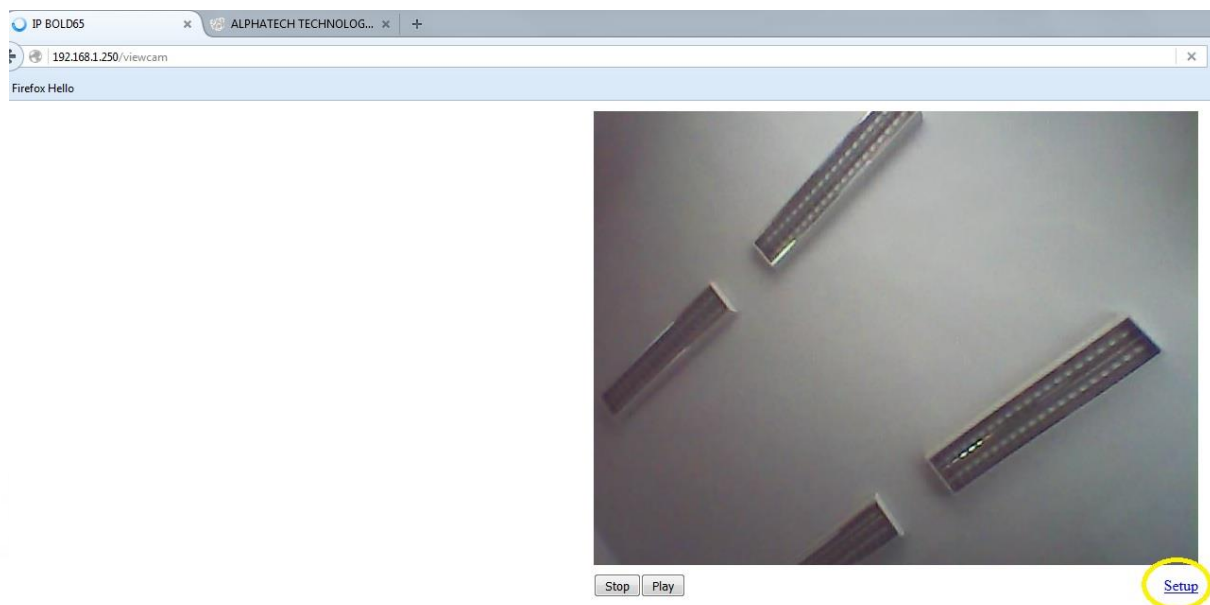 IP BOLD65 × ALPHATECH TECHNOLOG... × +
192.168.1.250/viewcam ×
Firefox Hello
Stop Play Setup